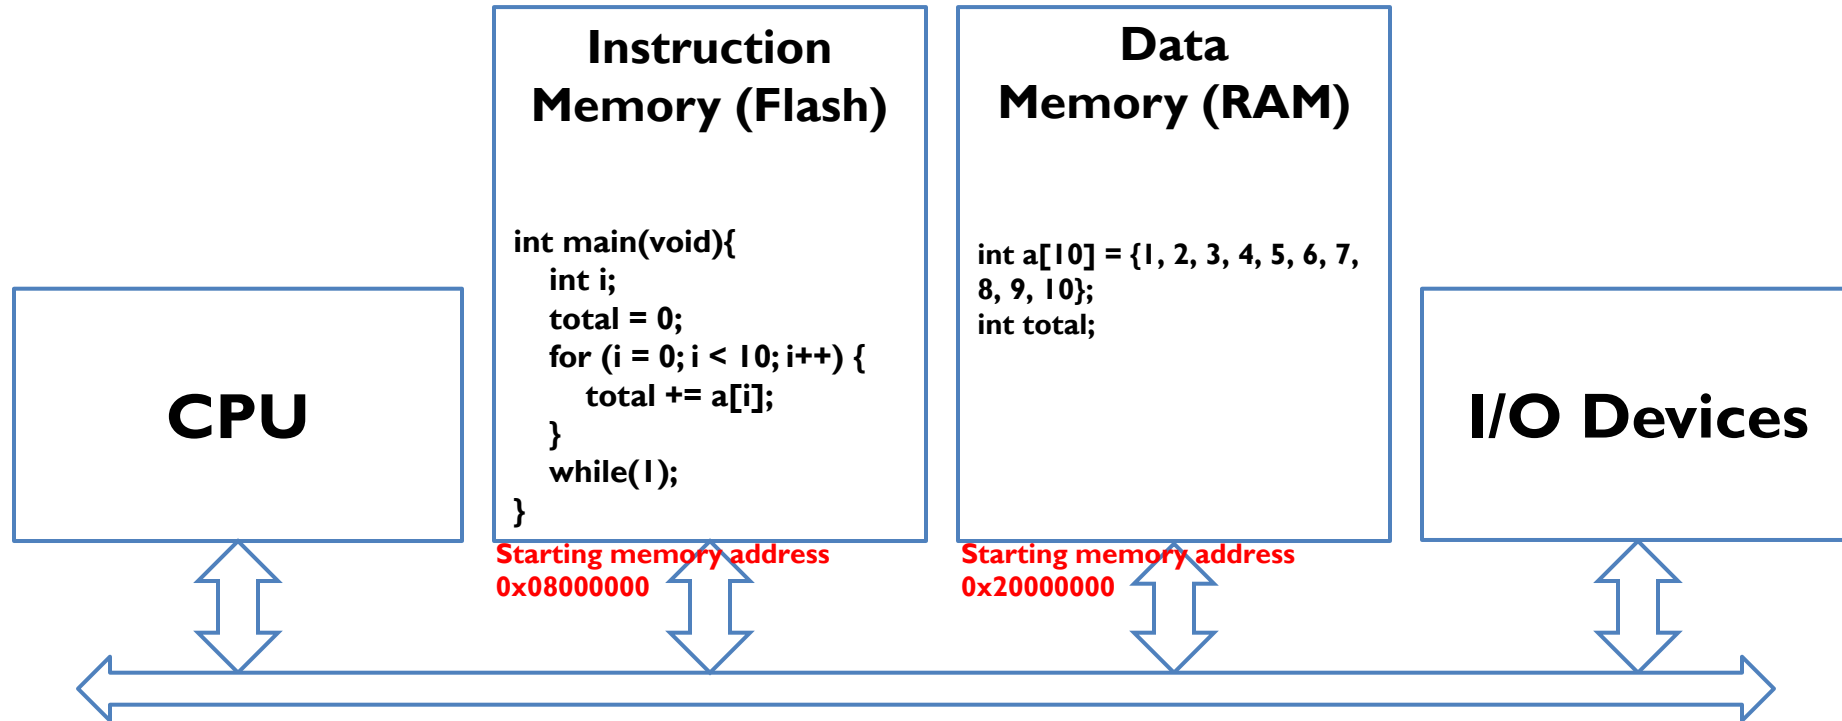 Instruction
Memory (Flash)
int main(void){
int i;
total = 0;
for (i = 0; i < 10; i++) {
total += a[i];
}
while(1);
}
Starting memory address
0x08000000
Data
Memory (RAM)
int a[10] = {1, 2, 3, 4, 5, 6, 7,
8, 9, 10};
int total;
Starting memory address
0x20000000
CPU
I/O Devices